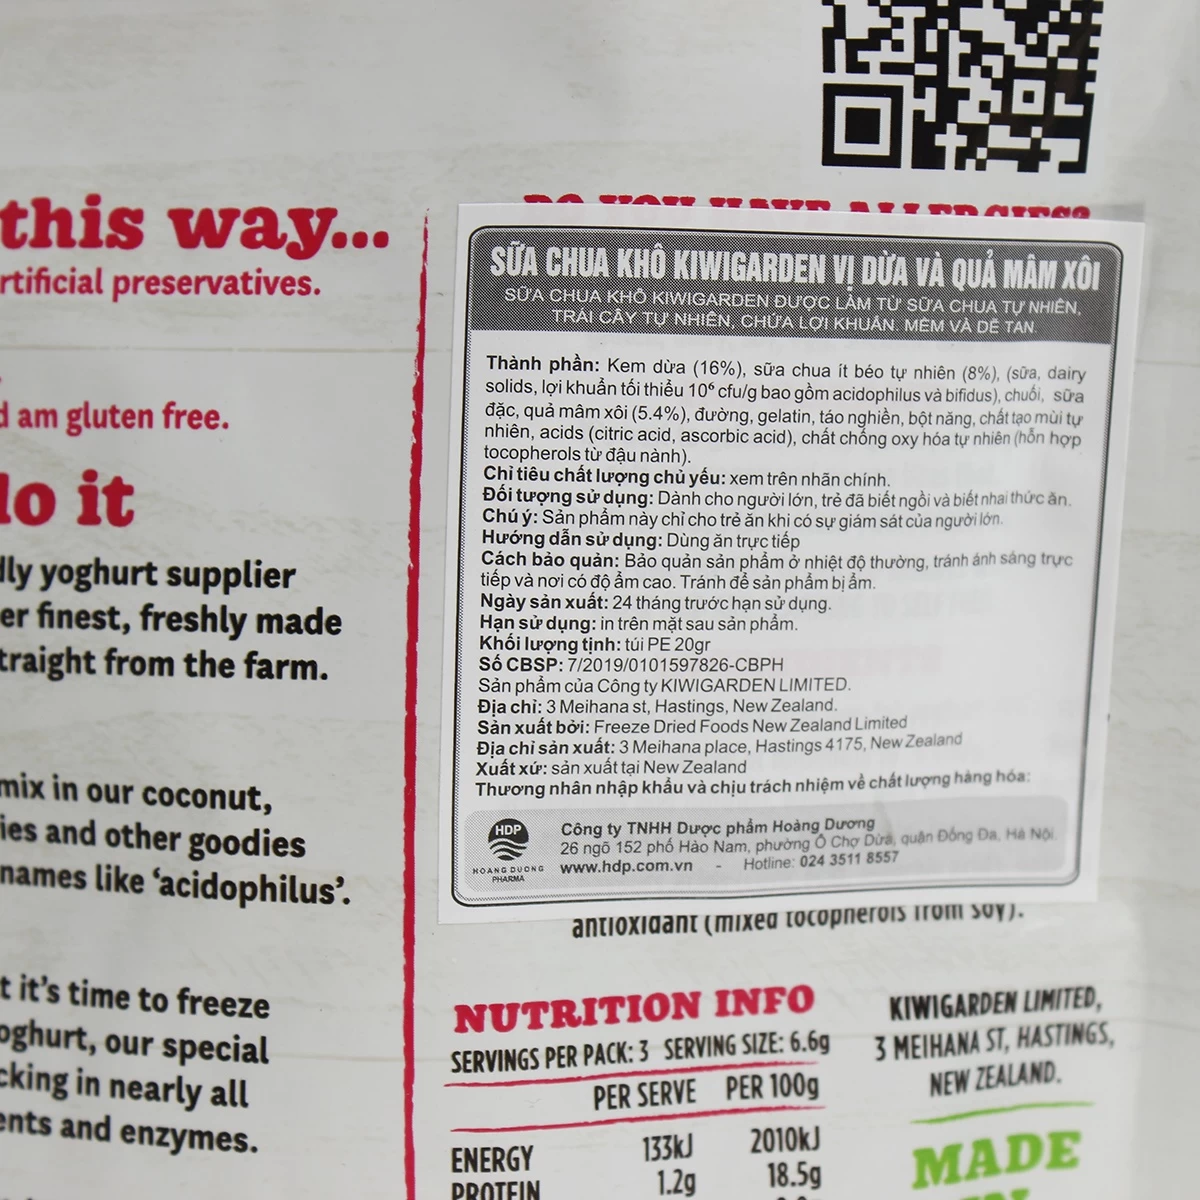 this way...
rtificial preservatives.
d am gluten free.
do it
dly yoghurt supplier
er finest, freshly made
traight from the farm.
mix in our coconut,
ies and other goodies
names like ‘acidophilus’.
t it’s time to freeze
oghurt, our special
cking in nearly all
ents and enzymes.
DO YOU HAVE ALLERGIES?
SỮA CHUA KHÔ KIWIGARDEN VỊ DỪA VÀ QUẢ MÂM XÔI
SỮA CHUA KHÔ KIWIGARDEN ĐƯỢC LÀM TỪ SỮA CHUA TỰ NHIÊN,
TRÁI CÂY TỰ NHIÊN, CHỨA LỢI KHUẨN. MỀM VÀ DỄ TAN
Thành phần: Kem dừa (16%), sữa chua ít béo tự nhiên (8%), (sữa, dairy
solids, lợi khuẩn tối thiểu 10⁶ cfu/g bao gồm acidophilus và bifidus), chuối, sữa
đặc, quả mâm xôi (5.4%), đường, gelatin, táo nghiền, bột năng, chất tạo mùi tự
nhiên, acids (citric acid, ascorbic acid), chất chống oxy hóa tự nhiên (hỗn hợp
tocopherols từ đậu nành).
Chỉ tiêu chất lượng chủ yếu: xem trên nhãn chính.
Đối tượng sử dụng: Dành cho người lớn, trẻ đã biết ngồi và biết nhai thức ăn.
Chú ý: Sản phẩm này chỉ cho trẻ ăn khi có sự giám sát của người lớn.
Hướng dẫn sử dụng: Dùng ăn trực tiếp
Cách bảo quản: Bảo quản sản phẩm ở nhiệt độ thường, tránh ánh sáng trực
tiếp và nơi có độ ẩm cao. Tránh để sản phẩm bị ẩm.
Ngày sản xuất: 24 tháng trước hạn sử dụng.
Hạn sử dụng: in trên mặt sau sản phẩm.
Khối lượng tịnh: túi PE 20gr
Số CBSP: 7/2019/0101597826-CBPH
Sản phẩm của Công ty KIWIGARDEN LIMITED.
Địa chỉ: 3 Meihana st, Hastings, New Zealand.
Sản xuất bởi: Freeze Dried Foods New Zealand Limited
Địa chỉ sản xuất: 3 Meihana place, Hastings 4175, New Zealand
Xuất xứ: sản xuất tại New Zealand
Thương nhân nhập khẩu và chịu trách nhiệm về chất lượng hàng hóa:
HDP
HOANG DUONG
PHARMA
Công ty TNHH Dược phẩm Hoàng Dương
26 ngõ 152 phố Hào Nam, phường Ô Chợ Dừa, quận Đống Đa, Hà Nội.
www.hdp.com.vn - Hotline: 024 3511 8557
antioxidant (mixed tocopherols from soy).
NUTRITION INFO
SERVINGS PER PACK: 3 SERVING SIZE: 6.6g
PER SERVE PER 100g
ENERGY 133kJ 2010kJ
PROTEIN 1.2g 18.5g
KIWIGARDEN LIMITED,
3 MEIHANA ST, HASTINGS,
NEW ZEALAND.
MADE
IN